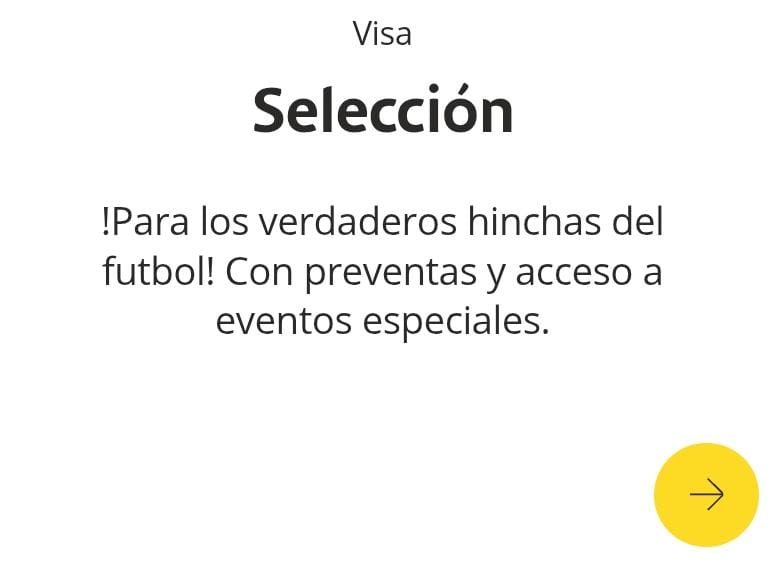 Visa
Selección
!Para los verdaderos hinchas del
futbol! Con preventas y acceso a
eventos especiales.